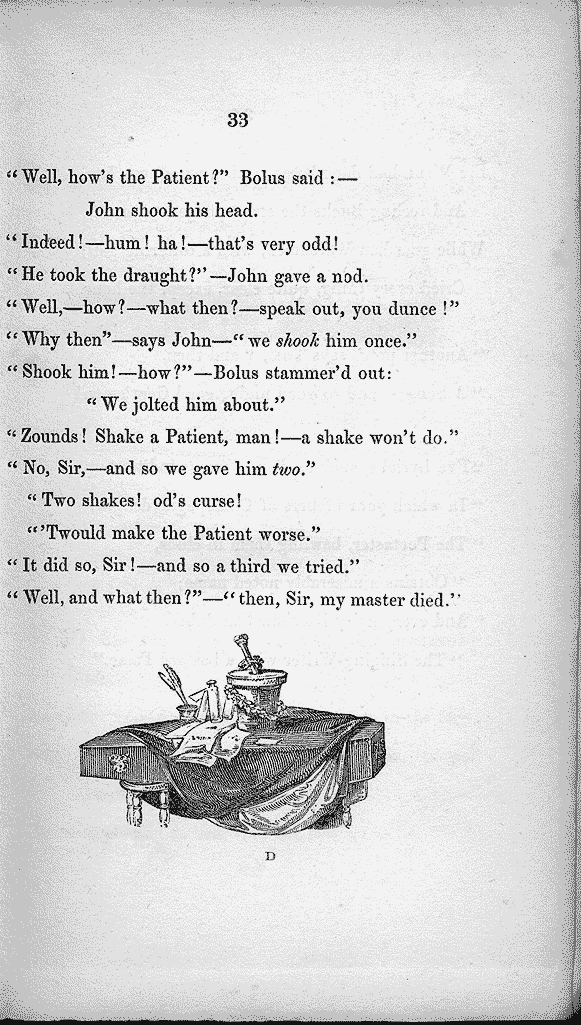 33
“Well, how’s the Patient?” Bolus said :—
John shook his head.
“Indeed!—hum! ha!—that’s very odd!
“He took the draught?”—John gave a nod.
“Well,—how?—what then?—speak out, you dunce!”
“Why then”—says John—“we shook him once.”
“Shook him!—how?”—Bolus stammer’d out:
“We jolted him about.”
“Zounds! Shake a Patient, man!—a shake won’t do.”
“No, Sir,—and so we gave him two.”
“Two shakes! od’s curse!
“’Twould make the Patient worse.”
“It did so, Sir!—and so a third we tried.”
“Well, and what then?”—“then, Sir, my master died.”
D